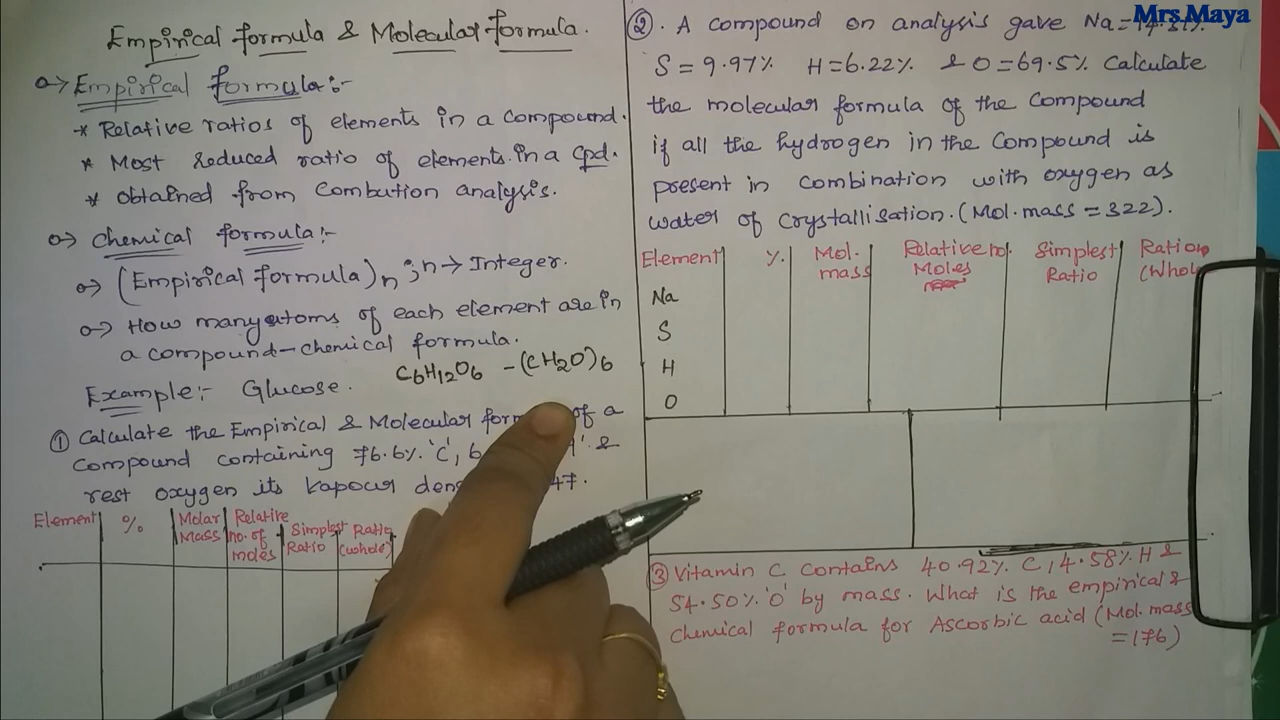 Empirical formula & Molecular formula.
Empirical formula:-
* Relative ratios of elements in a compound.
* Most reduced ratio of elements in a cpd.
* obtained from combution analysis.
chemical formula:-
(Empirical formula)n ; n → Integer.
How many atoms of each element are in
a compound - chemical formula.
Example:- Glucose. C6H12O6 - (CH2O)6
① Calculate the Empirical & Molecular of a
compound containing 76.6% 'C', &
rest oxygen its Vapour 47.
Element % Molar Mass Relative no. of moles Simplest Ratio Ratio (whole)
Mrs.Maya
② . A compound on analysis gave Na=
S = 9.97% H=6.22% & O=69.5% Calculate
the molecular formula of the Compound
if all the hydrogen in the Compound is
present in combination with oxygen as
water of crystallisation. (Mol. mass = 322).
Element % Mol. mass Relative no. Moles Simplest Ratio Ratio
Na
S
H
O
③ Vitamin C contains 40.92% C, 4.58% H &
54.50% 'O' by mass. What is the empirical &
chemical formula for Ascorbic acid (Mol. mass
= 176)